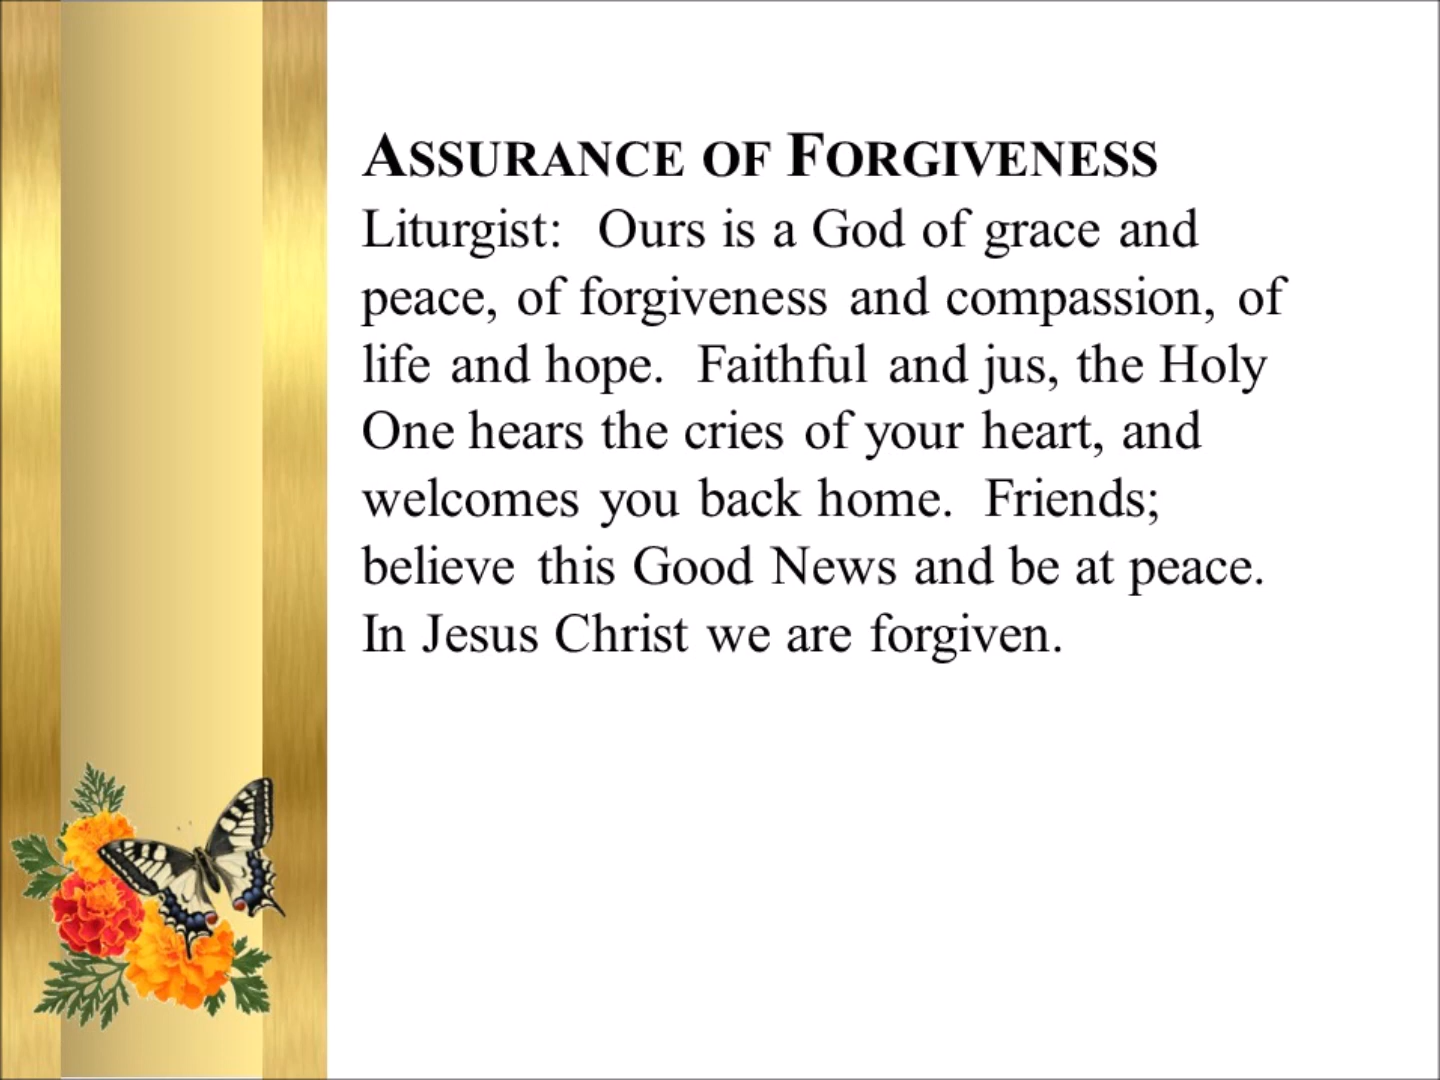 ASSURANCE OF FORGIVENESS
Liturgist:  Ours is a God of grace and
peace, of forgiveness and compassion, of
life and hope.  Faithful and jus, the Holy
One hears the cries of your heart, and
welcomes you back home.  Friends;
believe this Good News and be at peace.
In Jesus Christ we are forgiven.